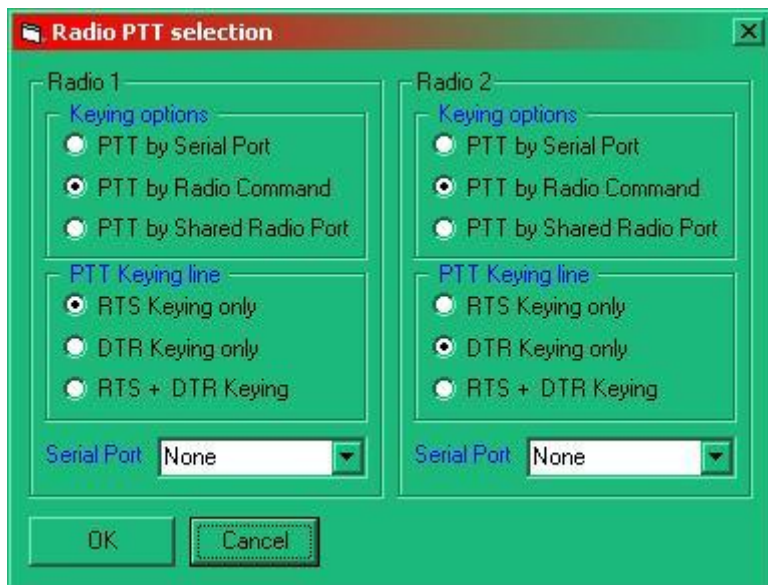 Radio PTT selection
Radio 1
Keying options
PTT by Serial Port
PTT by Radio Command
PTT by Shared Radio Port
PTT Keying line
RTS Keying only
DTR Keying only
RTS + DTR Keying
Serial Port None
Radio 2
Keying options
PTT by Serial Port
PTT by Radio Command
PTT by Shared Radio Port
PTT Keying line
RTS Keying only
DTR Keying only
RTS + DTR Keying
Serial Port None
OK
Cancel